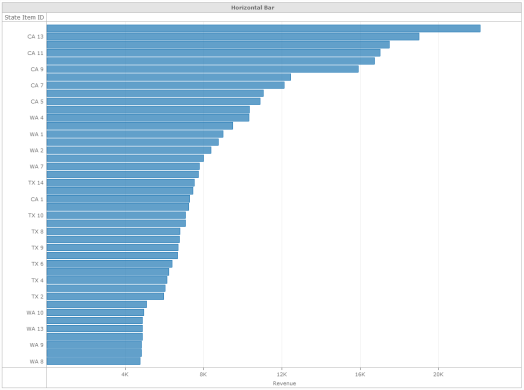 Horizontal Bar
State Item ID
CA 13
CA 11
CA 9
CA 7
CA 5
WA 4
WA 1
WA 2
WA 7
TX 14
CA 1
TX 10
TX 8
TX 9
TX 6
TX 4
TX 2
WA 10
WA 13
WA 9
WA 8
4K 8K 12K 16K 20K
Revenue